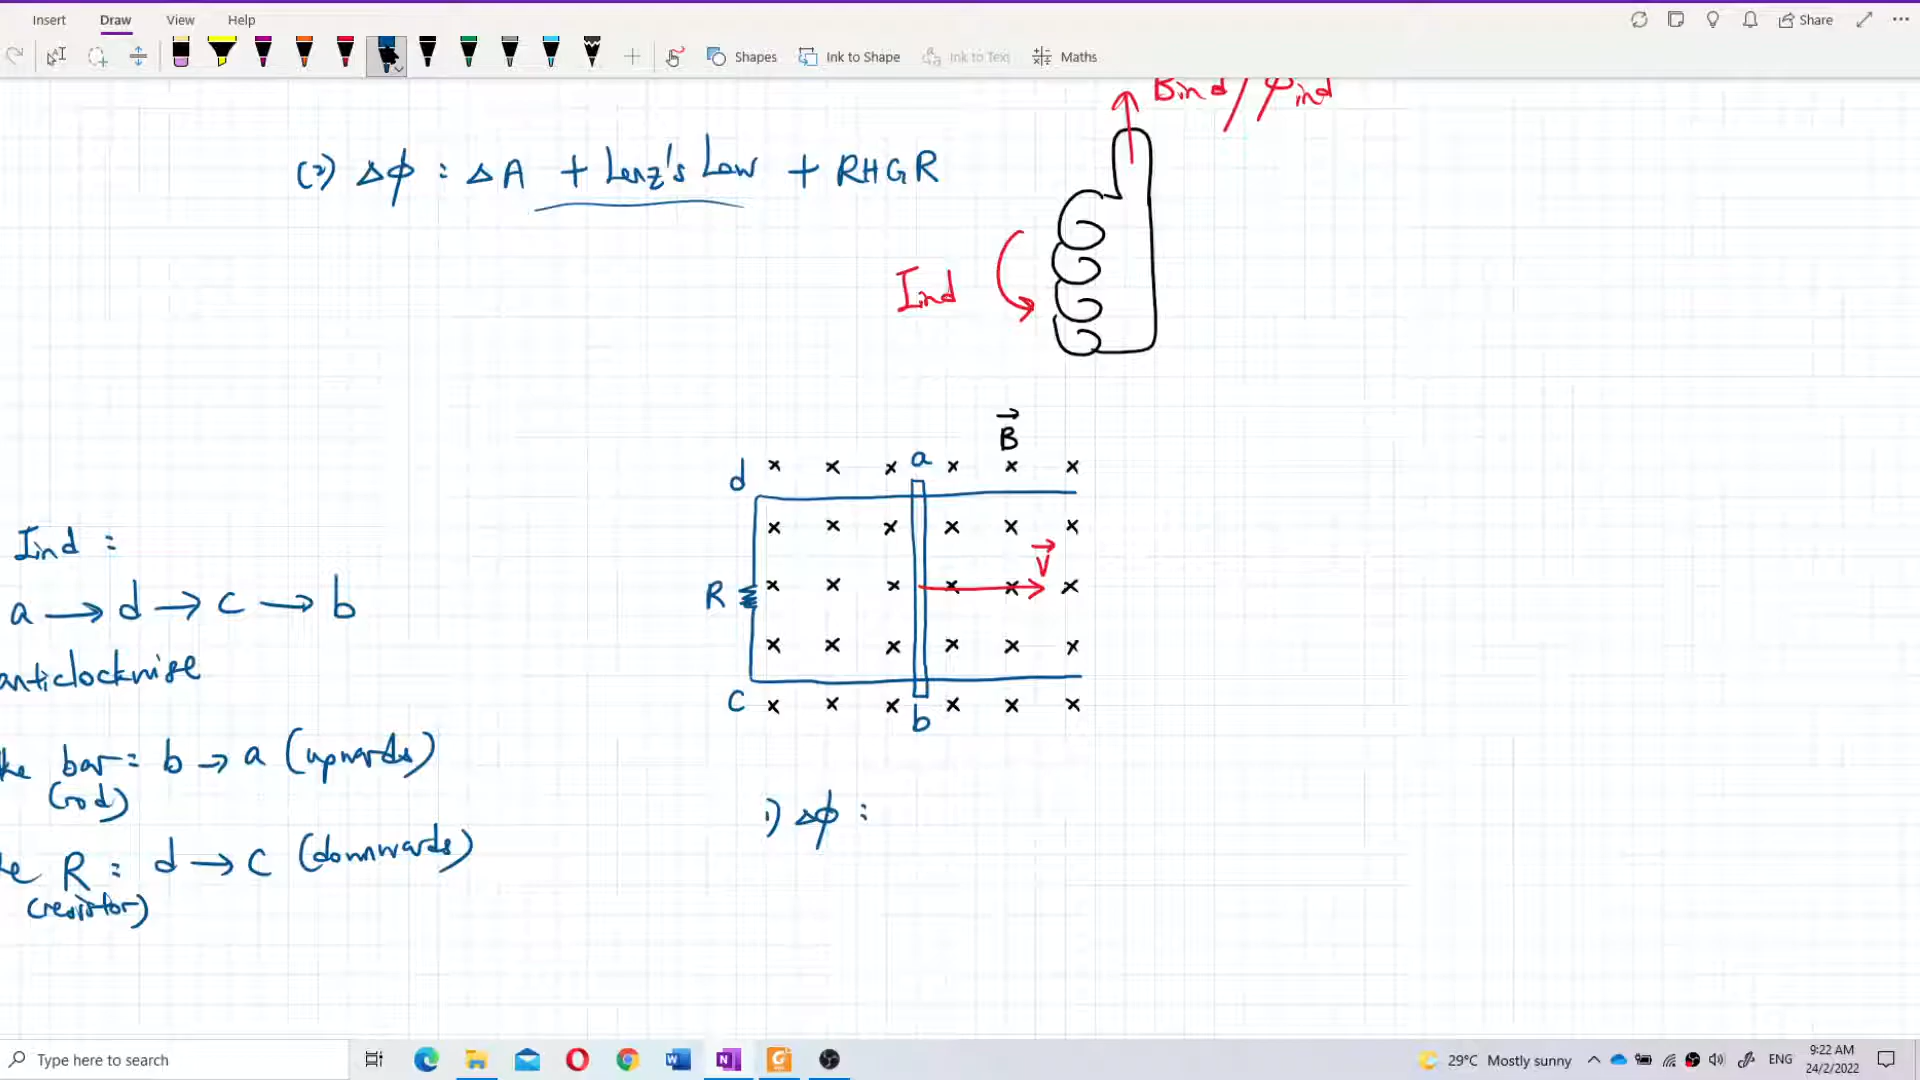 Insert Draw View Help
Share
Shapes Ink to Shape Ink to Text Maths
Bind / φind
(2) Δφ : ΔA + Lenz's Law + RHGR
Iind
B
d a
V
R
c b
Iind :
a → d → c → b
anticlockwise
bar : b → a (upwards)
(rod)
R : d → c (downwards)
(resistor)
1) Δφ :
Type here to search
29°C Mostly sunny
ENG
9:22 AM
24/2/2022